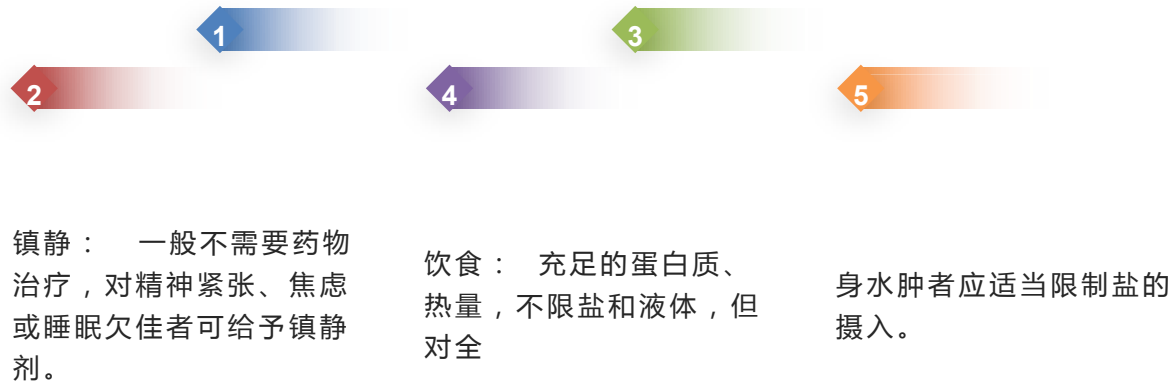 1
3
2
4
5
镇静： 一般不需要药物
治疗，对精神紧张、焦虑
或睡眠欠佳者可给予镇静
剂。
饮食： 充足的蛋白质、
热量，不限盐和液体，但
对全
身水肿者应适当限制盐的
摄入。